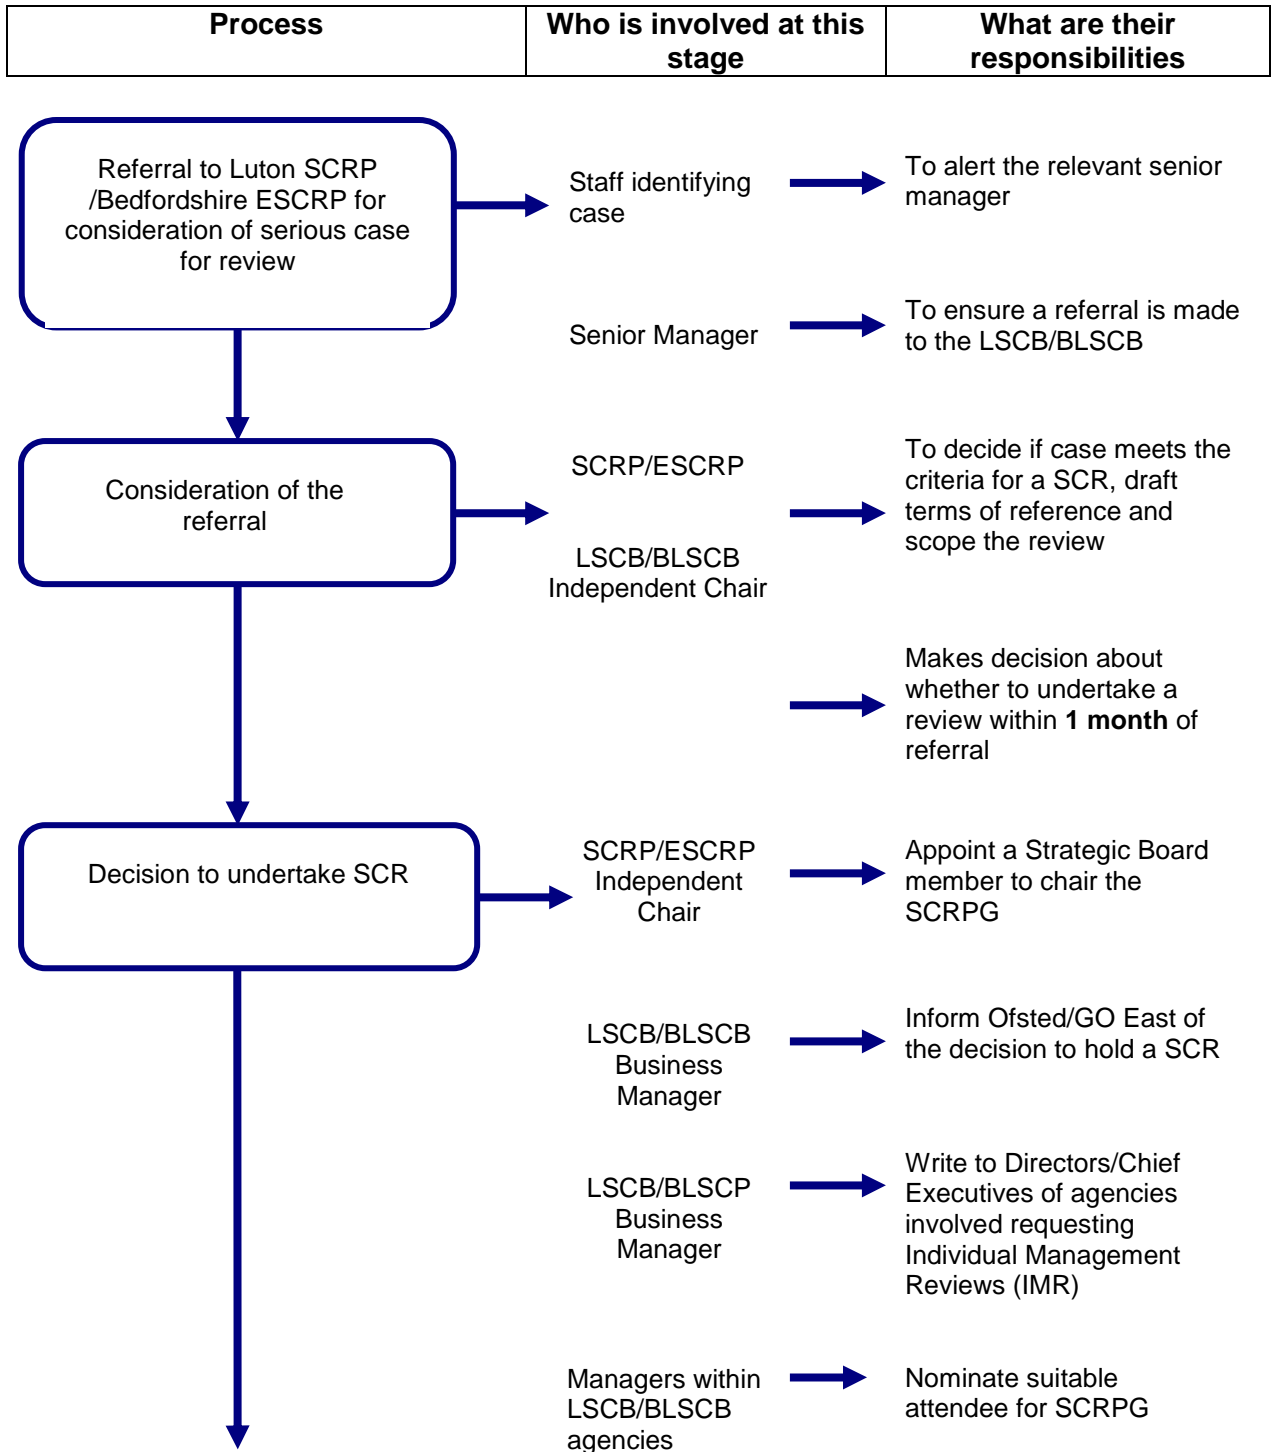 Process
Who is involved at this
stage
What are their
responsibilities
Referral to Luton SCRP
/Bedfordshire ESCRP for
consideration of serious case
for review
Staff identifying
case
To alert the relevant senior
manager
Senior Manager
To ensure a referral is made
to the LSCB/BLSCB
Consideration of the
referral
SCRP/ESCRP
LSCB/BLSCB
Independent Chair
To decide if case meets the
criteria for a SCR, draft
terms of reference and
scope the review
Makes decision about
whether to undertake a
review within 1 month of
referral
Decision to undertake SCR
SCRP/ESCRP
Independent
Chair
Appoint a Strategic Board
member to chair the
SCRPG
LSCB/BLSCB
Business
Manager
Inform Ofsted/GO East of
the decision to hold a SCR
LSCB/BLSCP
Business
Manager
Write to Directors/Chief
Executives of agencies
involved requesting
Individual Management
Reviews (IMR)
Managers within
LSCB/BLSCB
agencies
Nominate suitable
attendee for SCRPG